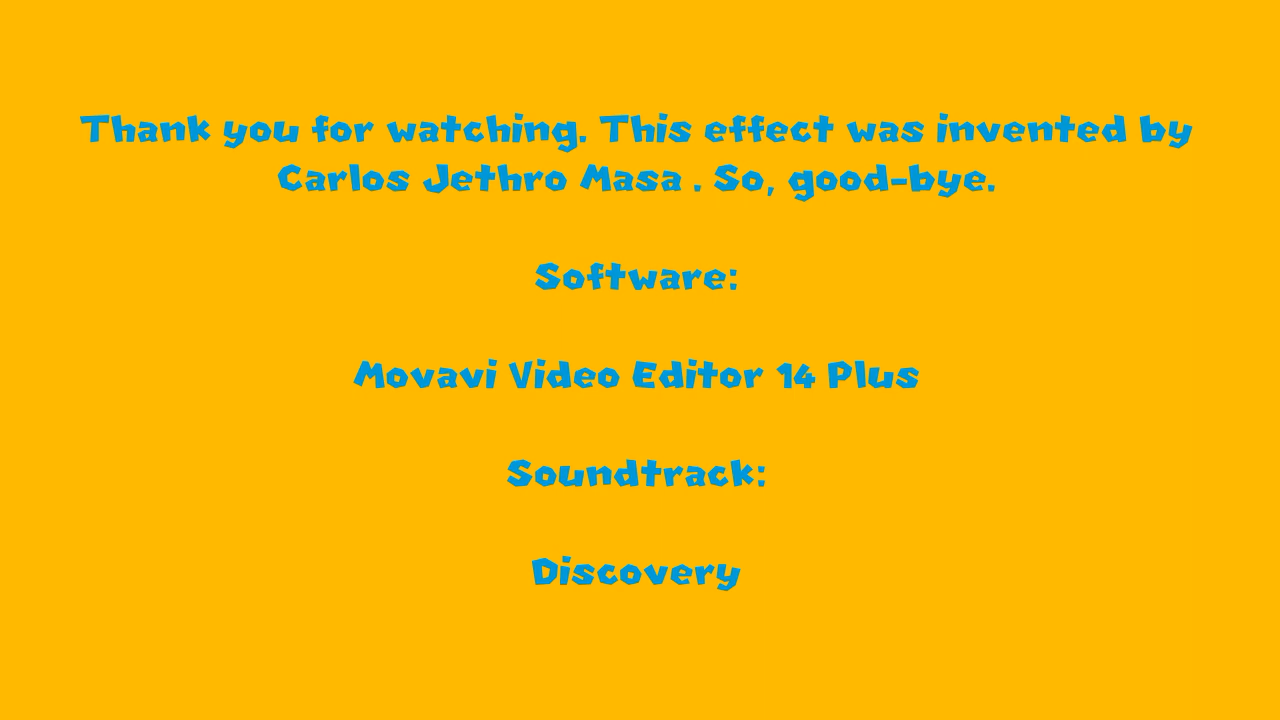 Thank you for watching. This effect was invented by
Carlos Jethro Masa . So, good-bye.
Software:
Movavi Video Editor 14 Plus
Soundtrack:
Discovery